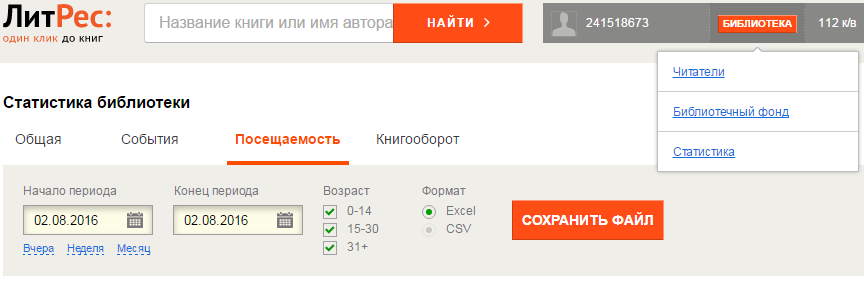 ЛитРес:
один клик до книг
Название книги или имя автора
НАЙТИ
241518673
БИБЛИОТЕКА
112 к/в
Читатели
Библиотечный фонд
Статистика
Статистика библиотеки
Общая
События
Посещаемость
Книгооборот
Начало периода
Конец периода
Возраст
Формат
02.08.2016
02.08.2016
0-14
15-30
31+
Excel
CSV
СОХРАНИТЬ ФАЙЛ
Вчера
Неделя
Месяц